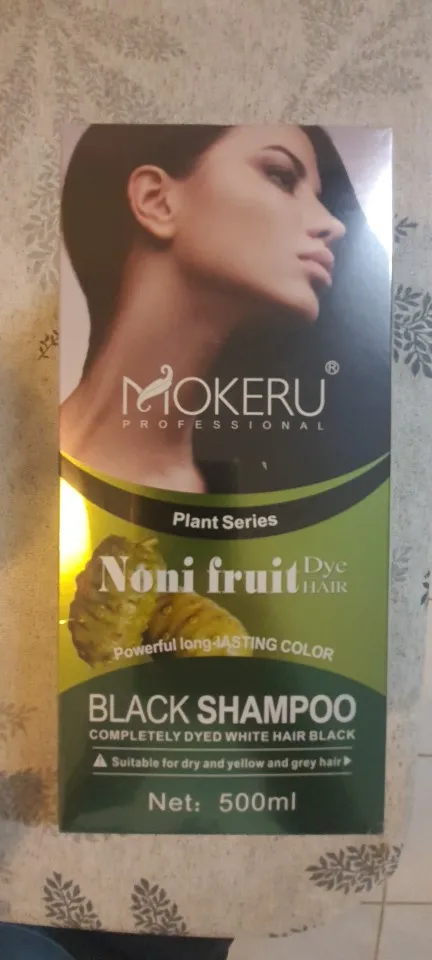 MOKERU®
PROFESSIONAL
Plant Series
Noni fruit Dye HAIR
Powerful long-lASTING COLOR
BLACK SHAMPOO
COMPLETELY DYED WHITE HAIR BLACK
Suitable for dry and yellow and grey hair
Net: 500ml